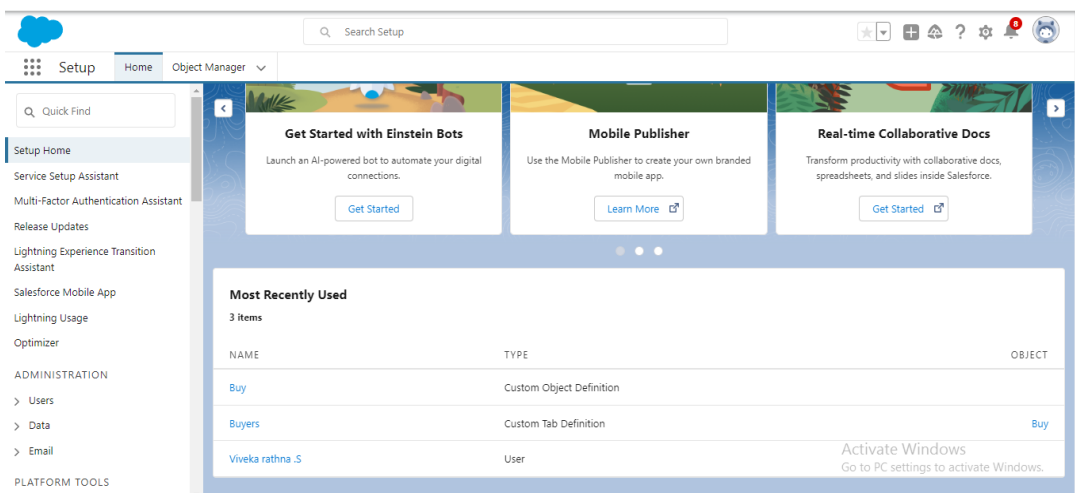 Search Setup
8
Setup
Home
Object Manager
Quick Find
Setup Home
Service Setup Assistant
Multi-Factor Authentication Assistant
Release Updates
Lightning Experience Transition
Assistant
Salesforce Mobile App
Lightning Usage
Optimizer
ADMINISTRATION
Users
Data
Email
PLATFORM TOOLS
Get Started with Einstein Bots
Launch an AI-powered bot to automate your digital
connections.
Get Started
Mobile Publisher
Use the Mobile Publisher to create your own branded
mobile app.
Learn More
Real-time Collaborative Docs
Transform productivity with collaborative docs,
spreadsheets, and slides inside Salesforce.
Get Started
Most Recently Used
3 items
NAME TYPE OBJECT
Buy Custom Object Definition
Buyers Custom Tab Definition Buy
Viveka rathna .S User
Activate Windows
Go to PC settings to activate Windows.